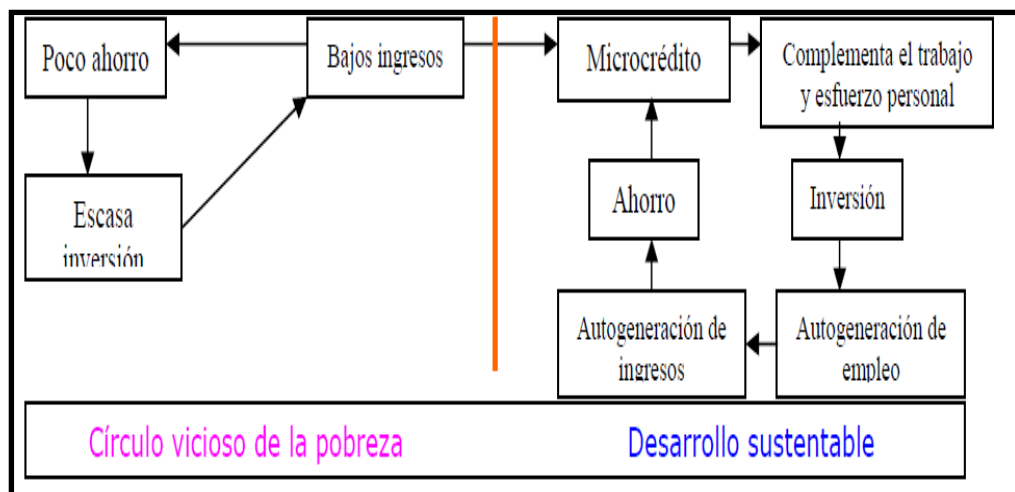 Poco ahorro
Bajos ingresos
Microcrédito
Complementa el trabajo
y esfuerzo personal
Escasa
inversión
Ahorro
Inversión
Autogeneración de
ingresos
Autogeneración de
empleo
Círculo vicioso de la pobreza
Desarrollo sustentable